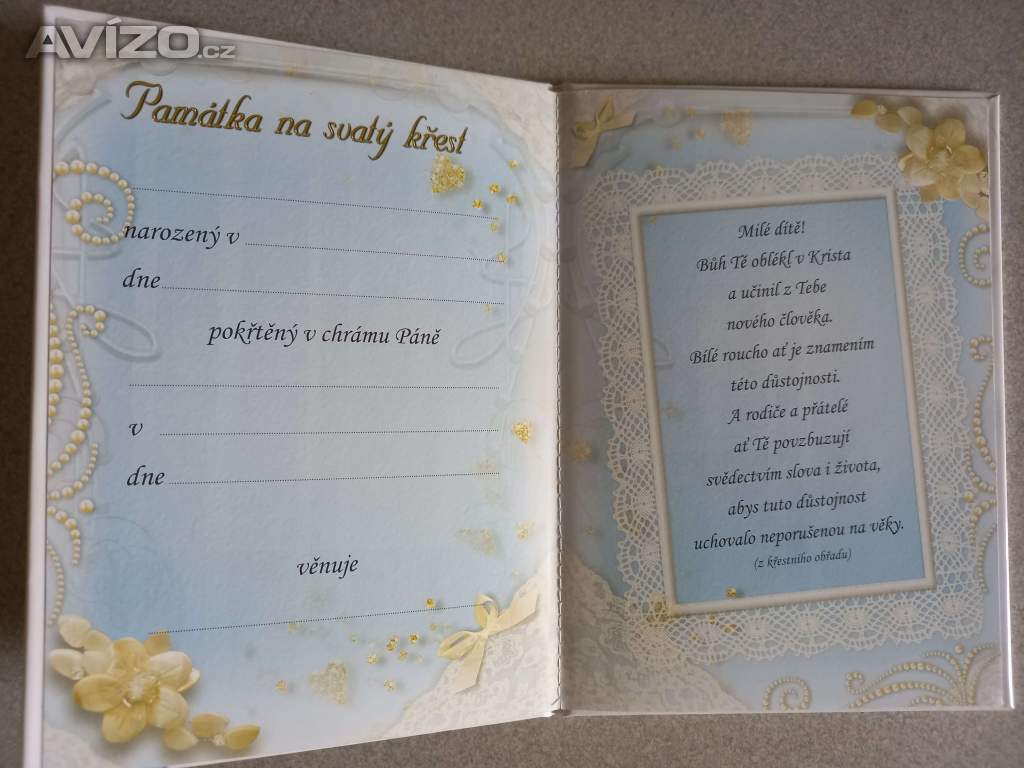 AVÍZO.cz
Památka na svatý křest
narozený v
dne
pokřtěný v chrámu Páně
v
dne
věnuje
Milé dítě!
Bůh Tě oblékl v Krista
a učinil z Tebe
nového člověka.
Bílé roucho ať je znamením
této důstojnosti.
A rodiče a přátelé
ať Tě povzbuzují
svědectvím slova i života,
abys tuto důstojnost
uchovalo neporušenou na věky.
(z křestního obřadu)